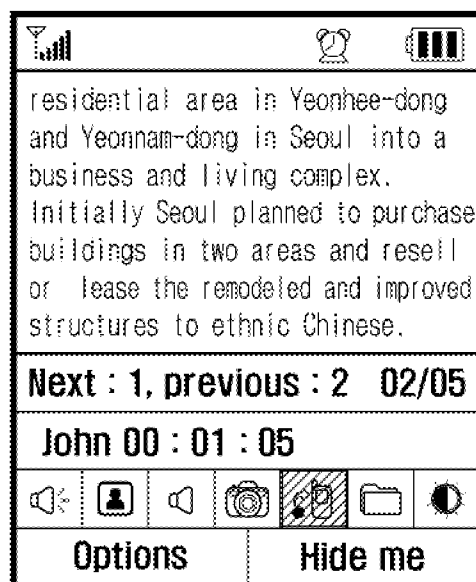 residential area in Yeonhee-dong
and Yeonnam-dong in Seoul into a
business and living complex.
Initially Seoul planned to purchase
buildings in two areas and resell
or lease the remodeled and improved
structures to ethnic Chinese.
Next : 1, previous : 2 02/05
John 00 : 01 : 05
Options Hide me